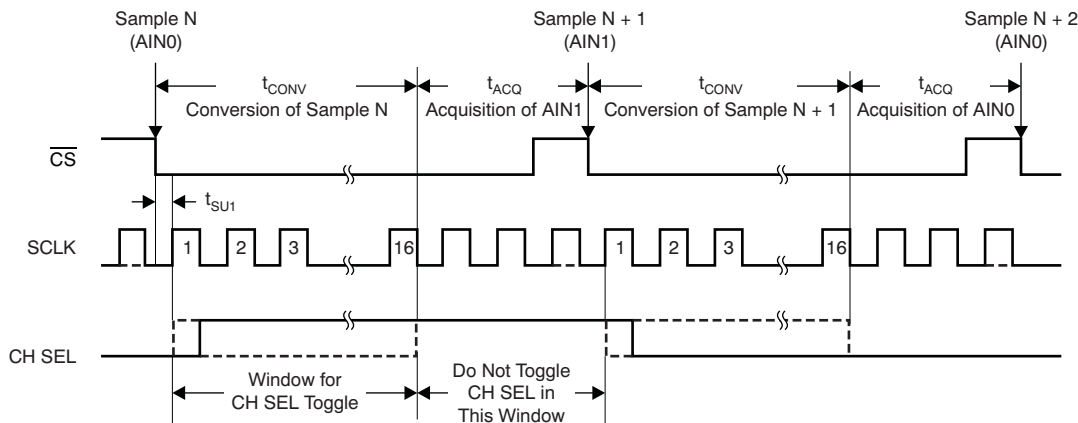 Sample N
(AIN0)
Sample N + 1
(AIN1)
Sample N + 2
(AIN0)
tCONV
Conversion of Sample N
tACQ
Acquisition of AIN1
tCONV
Conversion of Sample N + 1
tACQ
Acquisition of AIN0
CS
tSU1
SCLK
1 2 3 16 1 2 3 16
CH SEL
Window for
CH SEL Toggle
Do Not Toggle
CH SEL in
This Window